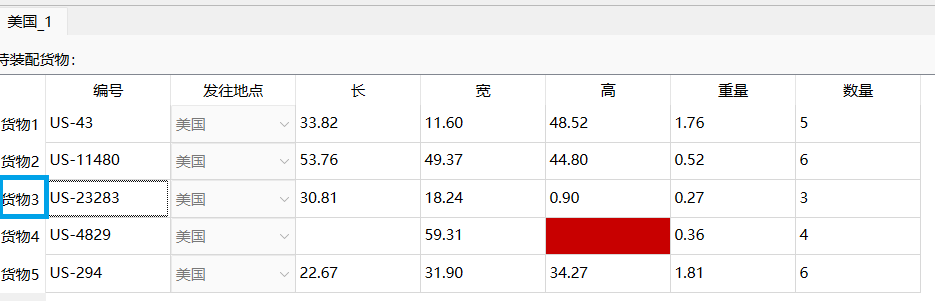 美国_1
待装配货物：
编号 发往地点 长 宽 高 重量 数量
货物1 US-43 美国 33.82 11.60 48.52 1.76 5
货物2 US-11480 美国 53.76 49.37 44.80 0.52 6
货物3 US-23283 美国 30.81 18.24 0.90 0.27 3
货物4 US-4829 美国 59.31 0.36 4
货物5 US-294 美国 22.67 31.90 34.27 1.81 6